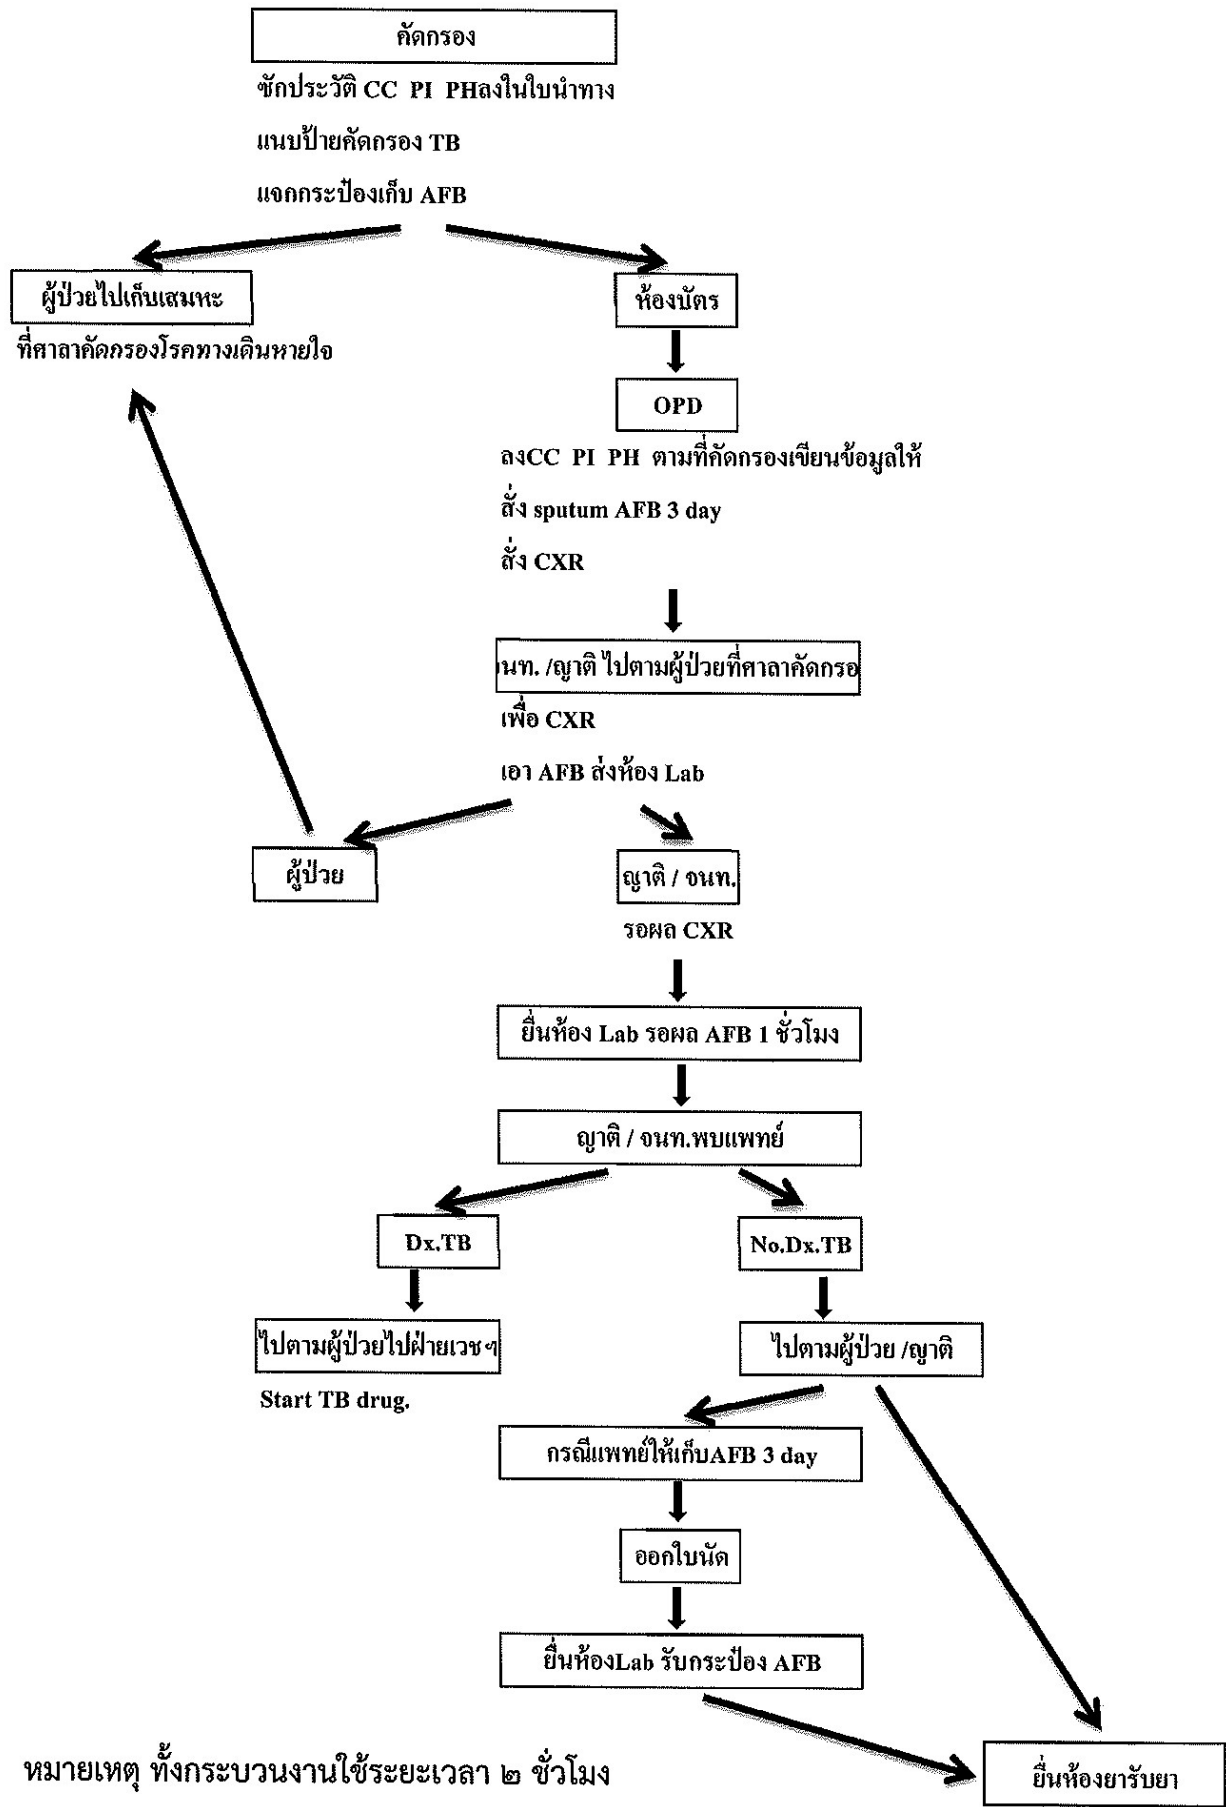 คัดกรอง
ซักประวัติ CC PI PHลงในใบนำทาง
แนบป้ายคัดกรอง TB
แจกกระป๋องเก็บ AFB
ผู้ป่วยไปเก็บเสมหะ
ที่ศาลาคัดกรองโรคทางเดินหายใจ
ห้องบัตร
OPD
ลงCC PI PH ตามที่คัดกรองเขียนข้อมูลให้
สั่ง sputum AFB 3 day
สั่ง CXR
จนท. /ญาติ ไปตามผู้ป่วยที่ศาลาคัดกรอ
เพื่อ CXR
เอา AFB ส่งห้อง Lab
ผู้ป่วย
ญาติ / จนท.
รอผล CXR
ยื่นห้อง Lab รอผล AFB 1 ชั่วโมง
ญาติ / จนท.พบแพทย์
Dx.TB
No.Dx.TB
ไปตามผู้ป่วยไปฝ่ายเวชฯ
Start TB drug.
ไปตามผู้ป่วย /ญาติ
กรณีแพทย์ให้เก็บAFB 3 day
ออกใบนัด
ยื่นห้องLab รับกระป๋อง AFB
ยื่นห้องยารับยา
หมายเหตุ ทั้งกระบวนงานใช้ระยะเวลา ๒ ชั่วโมง